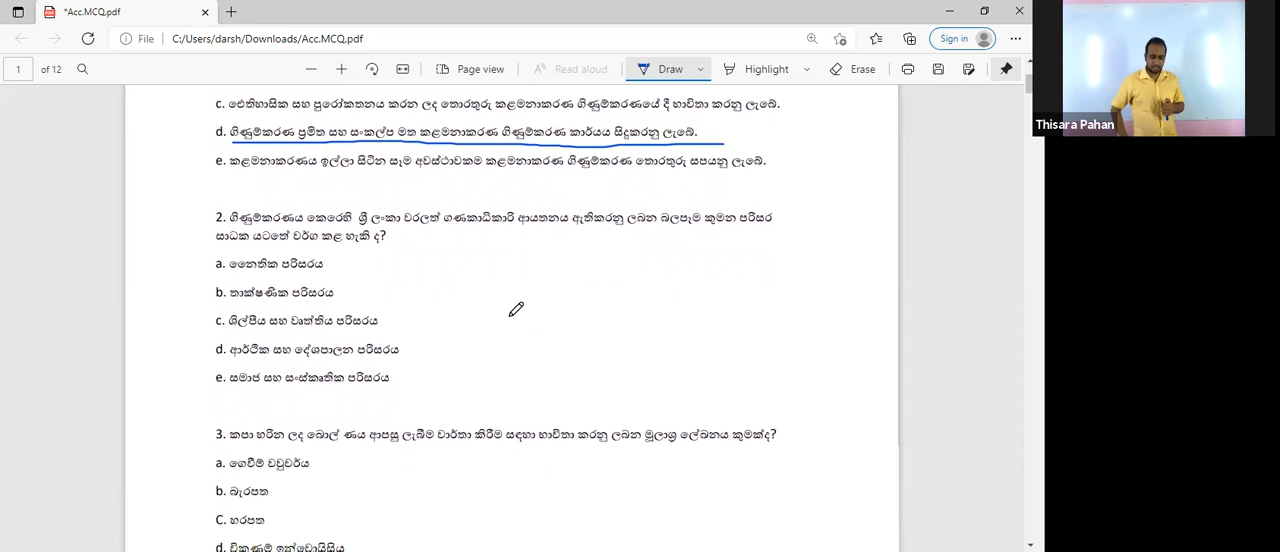 *Acc.MCQ.pdf
File C:/Users/darsh/Downloads/Acc.MCQ.pdf Sign in
1 of 12 Page view Read aloud Draw Highlight Erase
Thisara Pahan
c. ඓතිහාසික සහ පුරෝකතනය කරන ලද තොරතුරු කළමනාකරණ ගිණුම්කරණයේ දී භාවිතා කරනු ලැබේ.
d. ගිණුම්කරණ ප්‍රමිත සහ සංකල්ප මත කළමනාකරණ ගිණුම්කරණ කාර්යය සිදුකරනු ලැබේ.
e. කළමනාකරණය ඉල්ලා සිටින සෑම අවස්ථාවකම කළමනාකරණ ගිණුම්කරණ තොරතුරු සපයනු ලැබේ.
2. ගිණුම්කරණය කෙරෙහි ශ්‍රී ලංකා වරලත් ගණකාධිකාරි ආයතනය ඇතිකරනු ලබන බලපෑම කුමන පරිසර
සාධක යටතේ වර්ග කළ හැකි ද?
a. නෛතික පරිසරය
b. තාක්ෂණික පරිසරය
c. ශිල්පීය සහ වෘත්තිය පරිසරය
d. ආර්ථික සහ දේශපාලන පරිසරය
e. සමාජ සහ සංස්කෘතික පරිසරය
3. කපා හරින ලද බොල් ණය ආපසු ලැබීම වාර්තා කිරීම සඳහා භාවිතා කරනු ලබන මූලාශ්‍ර ලේඛනය කුමක්ද?
a. ගෙවීම් වවුචර්ය
b. බැරපත
C. හරපත
d. විකුණුම් ඉන්වොයිසිය